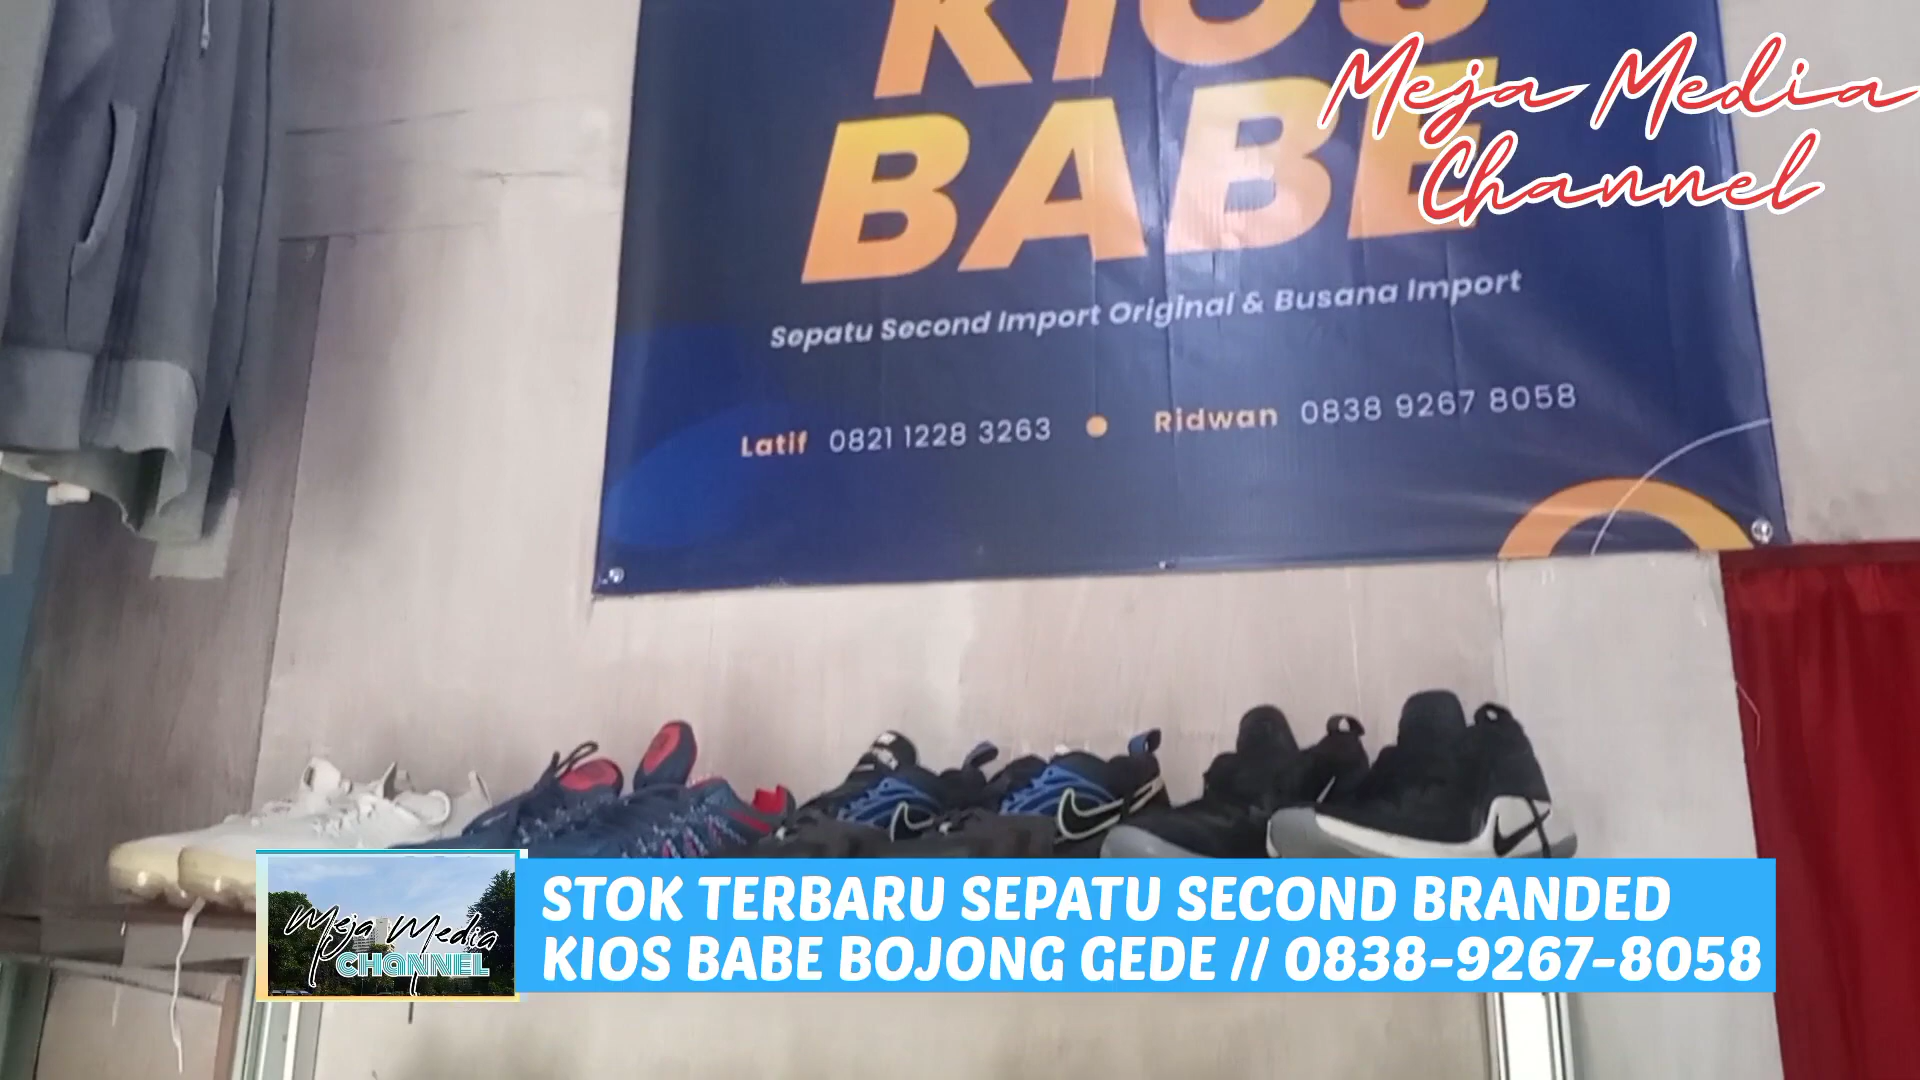 KIOS
BABE
Sepatu Second Import Original & Busana Import
Latif 0821 1228 3263 Ridwan 0838 9267 8058
Meja Media
Channel
Meja Media
CHANNEL
STOK TERBARU SEPATU SECOND BRANDED
KIOS BABE BOJONG GEDE // 0838-9267-8058